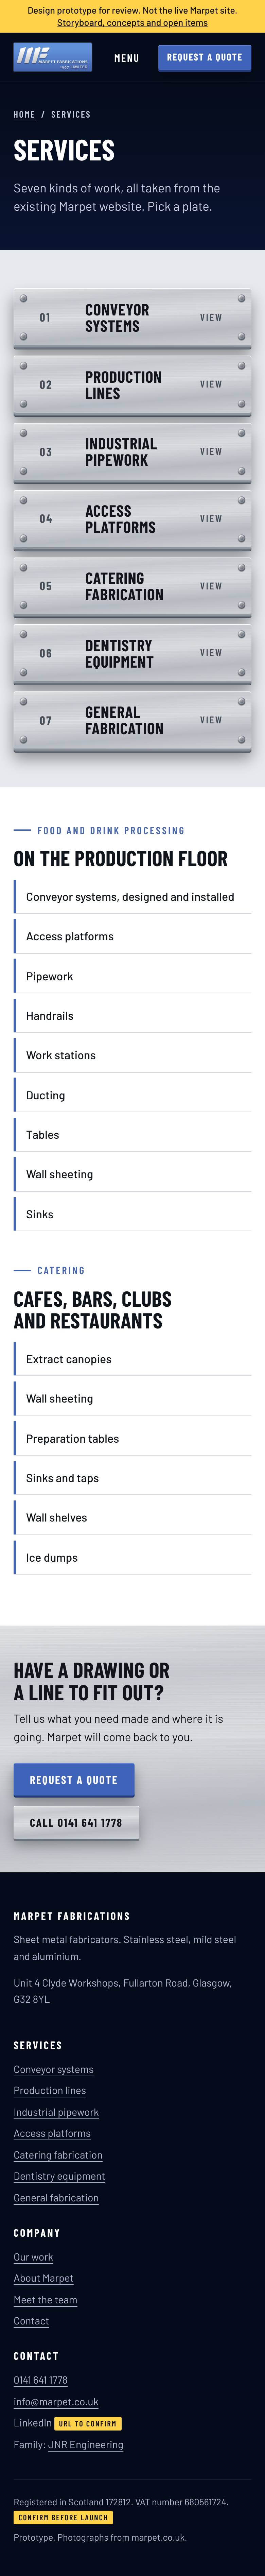 Design prototype for review. Not the live Marpet site.
Storyboard, concepts and open items
MF MARPET FABRICATIONS
MENU
REQUEST A QUOTE
HOME / SERVICES
SERVICES
Seven kinds of work, all taken from the
existing Marpet website. Pick a plate.
01 CONVEYOR SYSTEMS VIEW
02 PRODUCTION LINES VIEW
03 INDUSTRIAL PIPEWORK VIEW
04 ACCESS PLATFORMS VIEW
05 CATERING FABRICATION VIEW
06 DENTISTRY EQUIPMENT VIEW
07 GENERAL FABRICATION VIEW
FOOD AND DRINK PROCESSING
ON THE PRODUCTION FLOOR
Conveyor systems, designed and installed
Access platforms
Pipework
Handrails
Work stations
Ducting
Tables
Wall sheeting
Sinks
CATERING
CAFES, BARS, CLUBS
AND RESTAURANTS
Extract canopies
Wall sheeting
Preparation tables
Sinks and taps
Wall shelves
Ice dumps
HAVE A DRAWING OR
A LINE TO FIT OUT?
Tell us what you need made and where it is
going. Marpet will come back to you.
REQUEST A QUOTE
CALL 0141 641 1778
MARPET FABRICATIONS
Sheet metal fabricators. Stainless steel, mild steel
and aluminium.
Unit 4 Clyde Workshops, Fullarton Road, Glasgow,
G32 8YL
SERVICES
Conveyor systems
Production lines
Industrial pipework
Access platforms
Catering fabrication
Dentistry equipment
General fabrication
COMPANY
Our work
About Marpet
Meet the team
Contact
CONTACT
0141 641 1778
info@marpet.co.uk
LinkedIn URL TO CONFIRM
Family: JNR Engineering
Registered in Scotland 172812. VAT number 680561724.
CONFIRM BEFORE LAUNCH
Prototype. Photographs from marpet.co.uk.